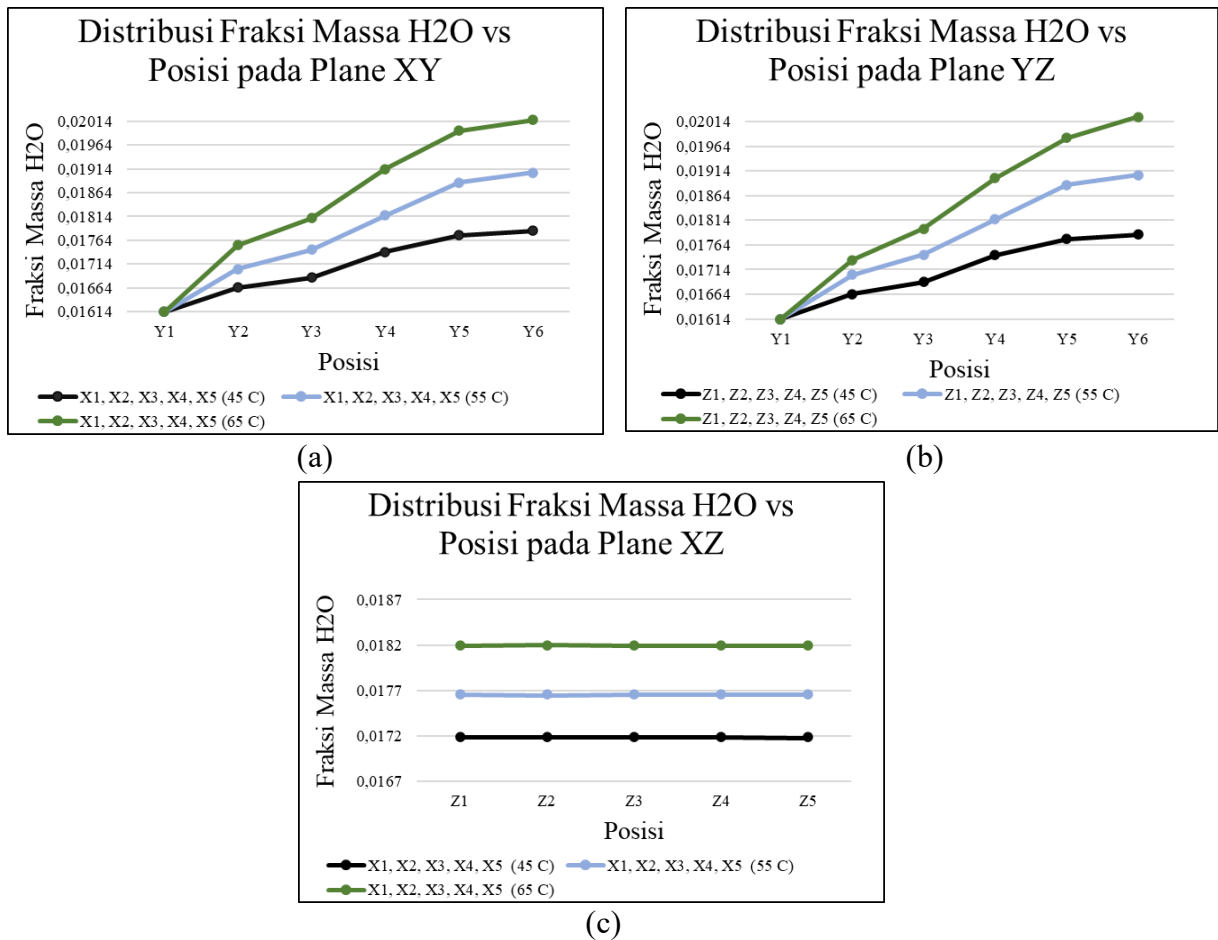 Distribusi Fraksi Massa H2O vs
Posisi pada Plane XY
Fraksi Massa H2O
0,02014
0,01964
0,01914
0,01864
0,01814
0,01764
0,01714
0,01664
0,01614
Y1 Y2 Y3 Y4 Y5 Y6
Posisi
X1, X2, X3, X4, X5 (45 C) X1, X2, X3, X4, X5 (55 C)
X1, X2, X3, X4, X5 (65 C)
(a)
Distribusi Fraksi Massa H2O vs
Posisi pada Plane YZ
Fraksi Massa H2O
0,02014
0,01964
0,01914
0,01864
0,01814
0,01764
0,01714
0,01664
0,01614
Y1 Y2 Y3 Y4 Y5 Y6
Posisi
Z1, Z2, Z3, Z4, Z5 (45 C) Z1, Z2, Z3, Z4, Z5 (55 C)
Z1, Z2, Z3, Z4, Z5 (65 C)
(b)
Distribusi Fraksi Massa H2O vs
Posisi pada Plane XZ
Fraksi Massa H2O
0,0187
0,0182
0,0177
0,0172
0,0167
Z1 Z2 Z3 Z4 Z5
Posisi
X1, X2, X3, X4, X5 (45 C) X1, X2, X3, X4, X5 (55 C)
X1, X2, X3, X4, X5 (65 C)
(c)